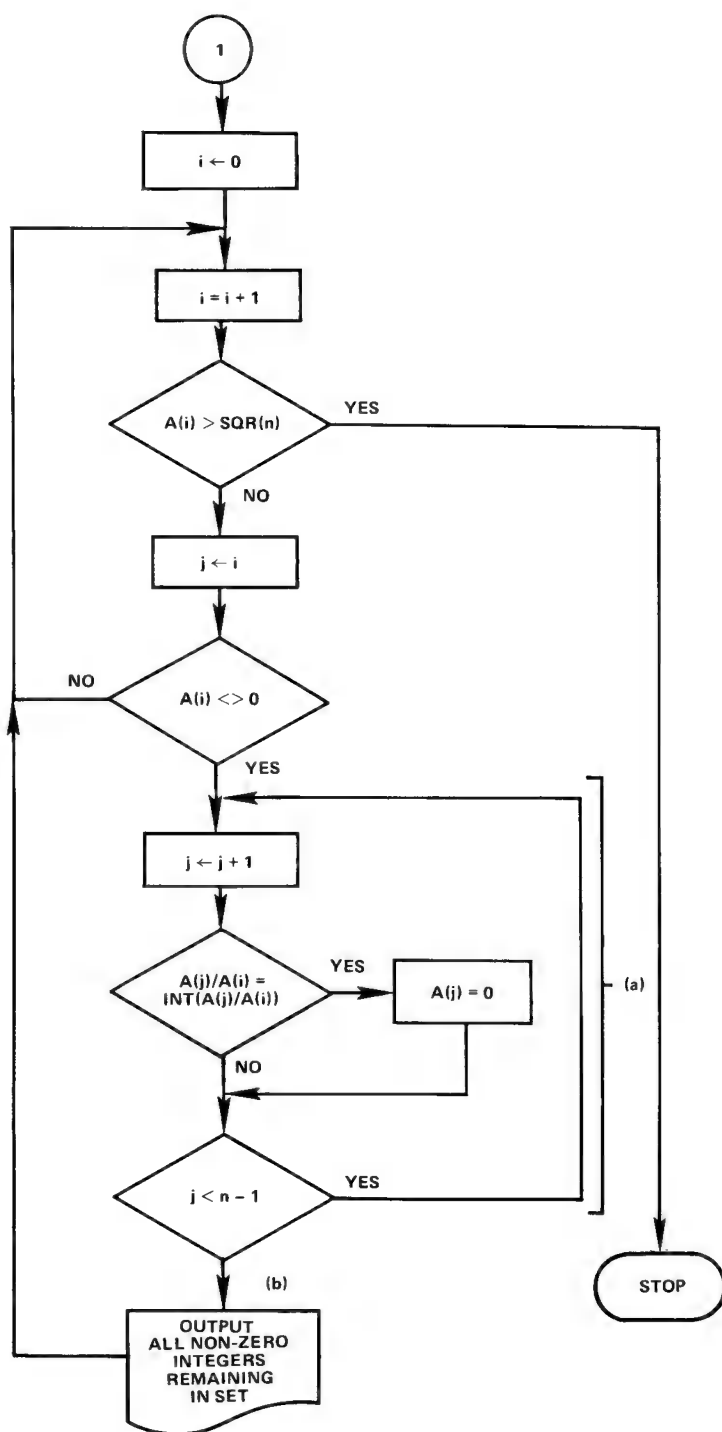 1
i ← 0
i = i + 1
A(i) > SQR(n)
YES
NO
j ← i
NO
A(i) < > 0
YES
j ← j + 1
A(j)/A(i) =
INT(A(j)/A(i))
YES
A(j) = 0
(a)
NO
j < n – 1
YES
(b)
STOP
OUTPUT
ALL NON-ZERO
INTEGERS
REMAINING
IN SET